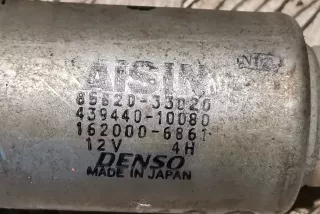 AISIN
85620-33020
439440-10080
162000-6861
12V 4H
DENSO
MADE IN JAPAN